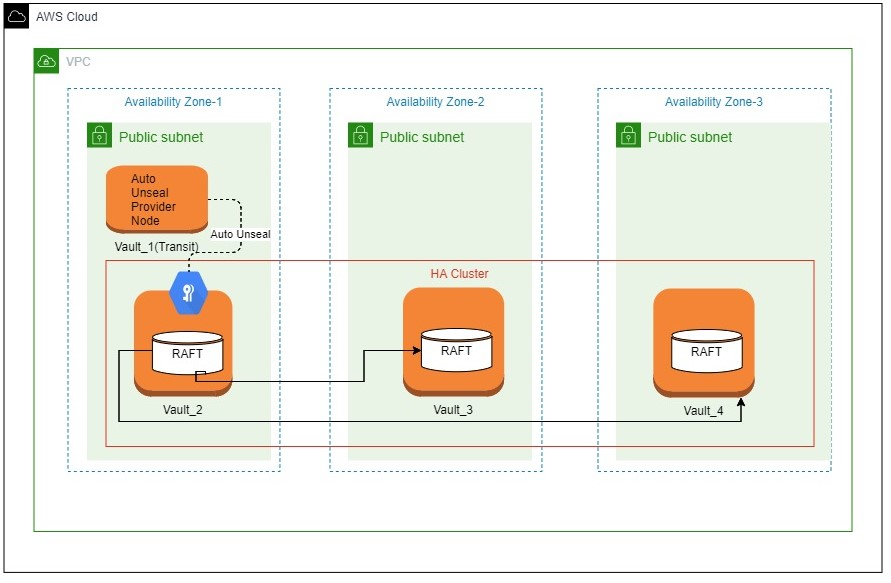 AWS Cloud
VPC
Availability Zone-1
Availability Zone-2
Availability Zone-3
Public subnet
Public subnet
Public subnet
Auto
Unseal
Provider
Node
Auto Unseal
Vault_1(Transit)
HA Cluster
RAFT
RAFT
RAFT
Vault_2
Vault_3
Vault_4